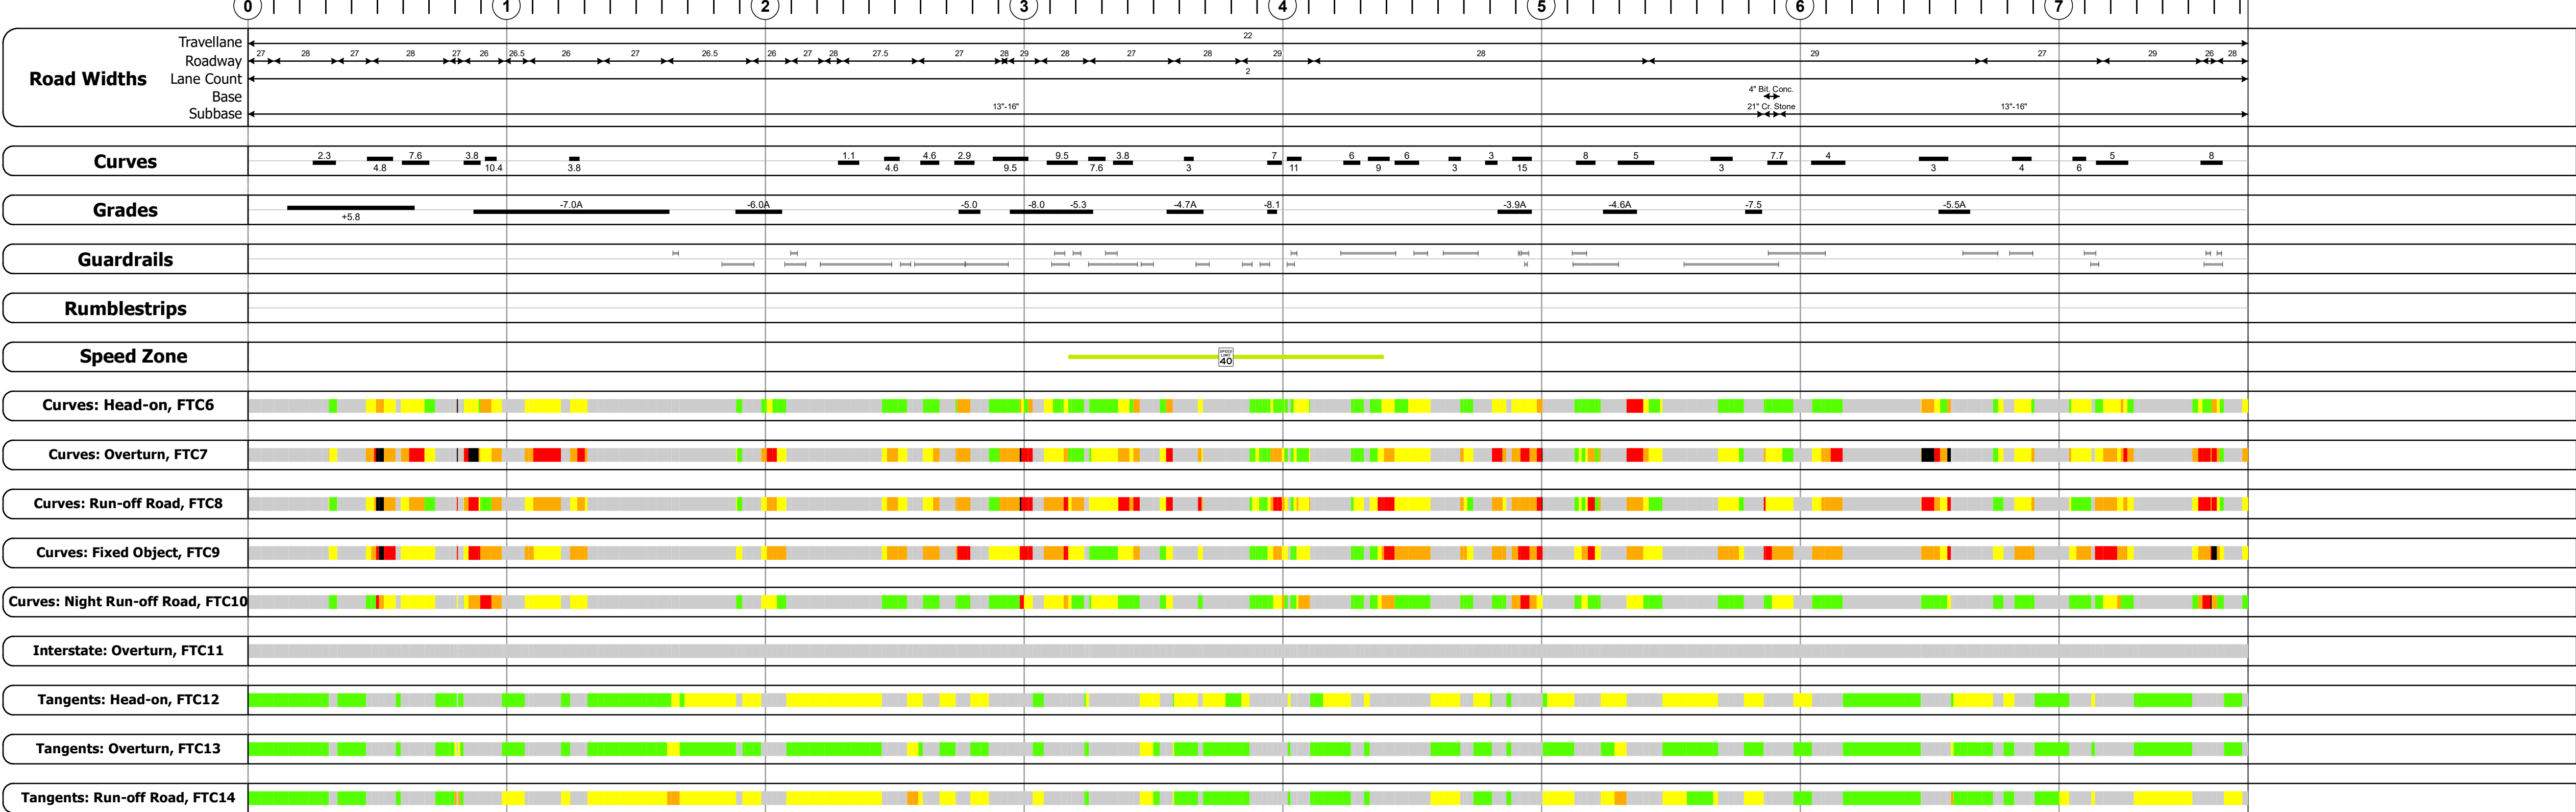 0 1 2 3 4 5 6 7
Travellane 22
27 28 27 28 27 26 26.5 26 27 26.5 26 27 28 27.5 27 28 29 28 27 28 29 28 29 27 29 26 28
Roadway
Road Widths
Lane Count 2
Base 4" Bit. Conc.
Subbase 13"-16" 21" Cr. Stone 13"-16"
2.3 7.6 3.8 1.1 4.6 2.9 9.5 3.8 7 6 6 3 8 5 7.7 4 5 8
Curves
4.8 10.4 3.8 4.6 9.5 7.6 3 11 9 3 15 3 3 4 6
-7.0A -6.0A -5.0 -8.0 -5.3 -4.7A -8.1 -3.9A -4.6A -7.5 -5.5A
Grades
+5.8
Guardrails
Rumblestrips
Speed Zone
SPEED
LIMIT
40
Curves: Head-on, FTC6
Curves: Overturn, FTC7
Curves: Run-off Road, FTC8
Curves: Fixed Object, FTC9
Curves: Night Run-off Road, FTC10
Interstate: Overturn, FTC11
Tangents: Head-on, FTC12
Tangents: Overturn, FTC13
Tangents: Run-off Road, FTC14